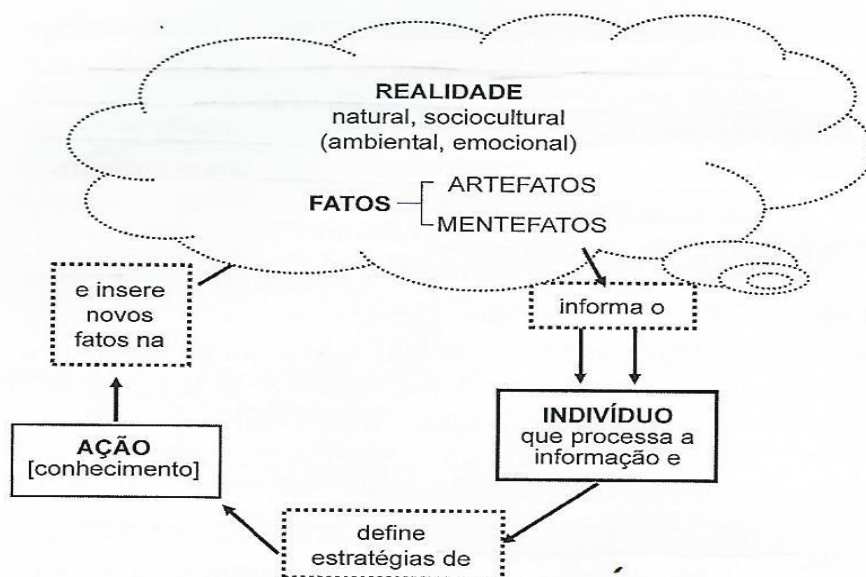 REALIDADE
natural, sociocultural
(ambiental, emocional)
FATOS
ARTEFATOS
MENTEFATOS
informa o
INDIVÍDUO
que processa a
informação e
define
estratégias de
AÇÃO
[conhecimento]
e insere
novos
fatos na